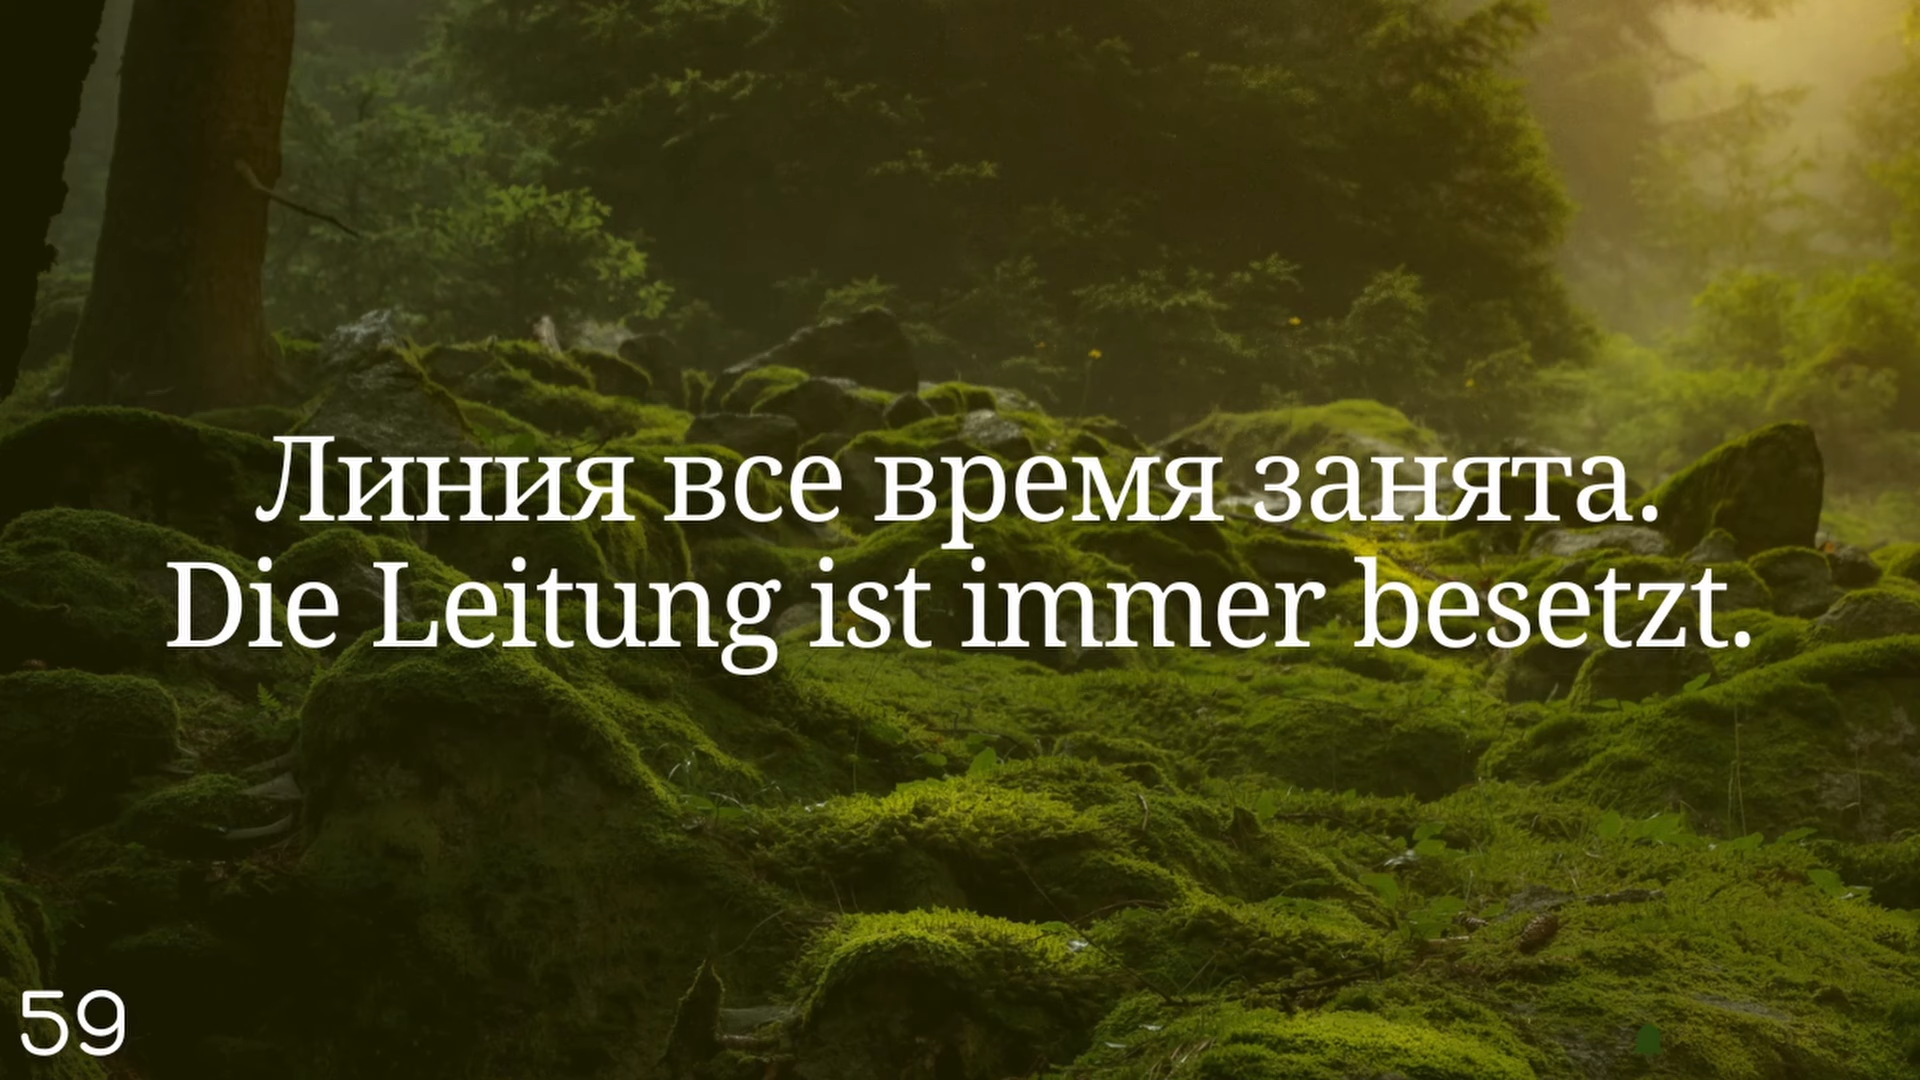 Линия все время занята.
Die Leitung ist immer besetzt.
59